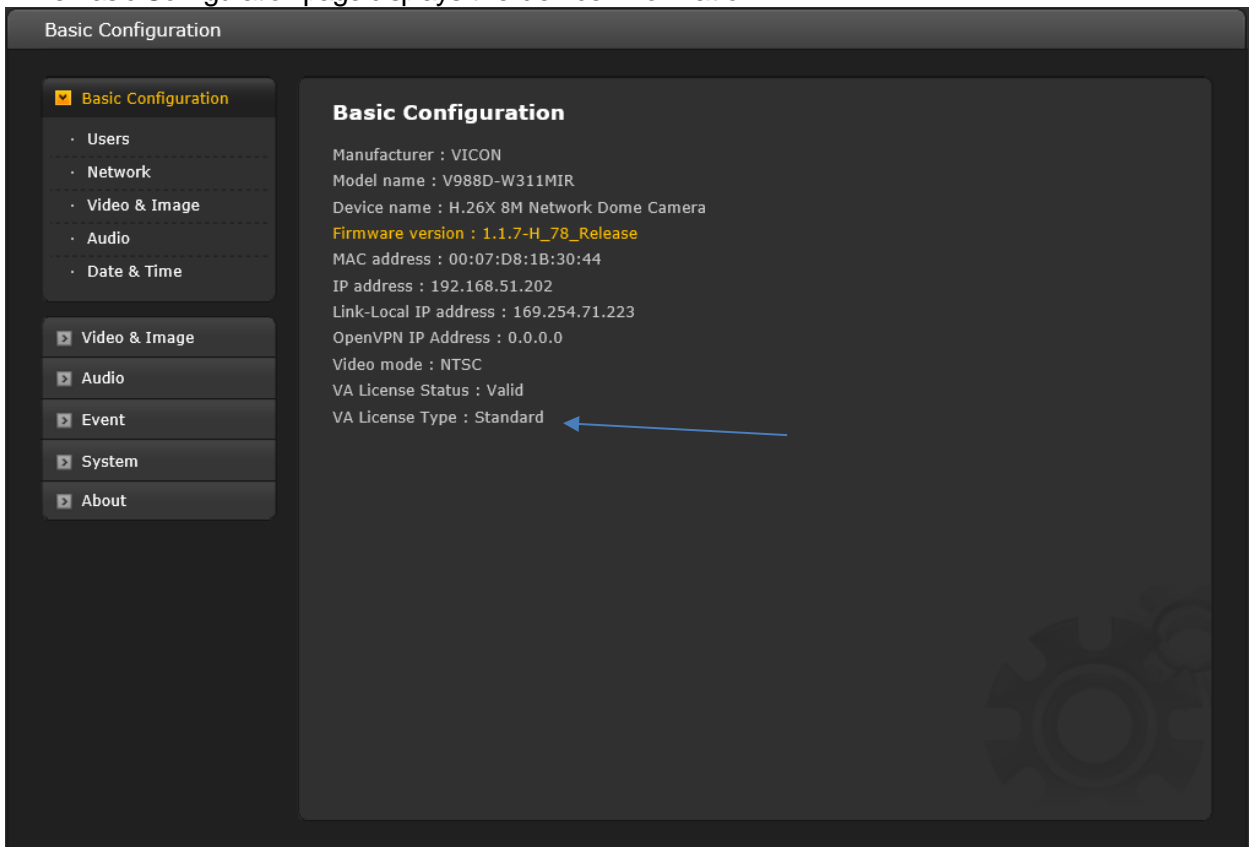 Basic Configuration
Basic Configuration
· Users
· Network
· Video & Image
· Audio
· Date & Time
Video & Image
Audio
Event
System
About
Basic Configuration
Manufacturer : VICON
Model name : V988D-W311MIR
Device name : H.26X 8M Network Dome Camera
Firmware version : 1.1.7-H_78_Release
MAC address : 00:07:D8:1B:30:44
IP address : 192.168.51.202
Link-Local IP address : 169.254.71.223
OpenVPN IP Address : 0.0.0.0
Video mode : NTSC
VA License Status : Valid
VA License Type : Standard